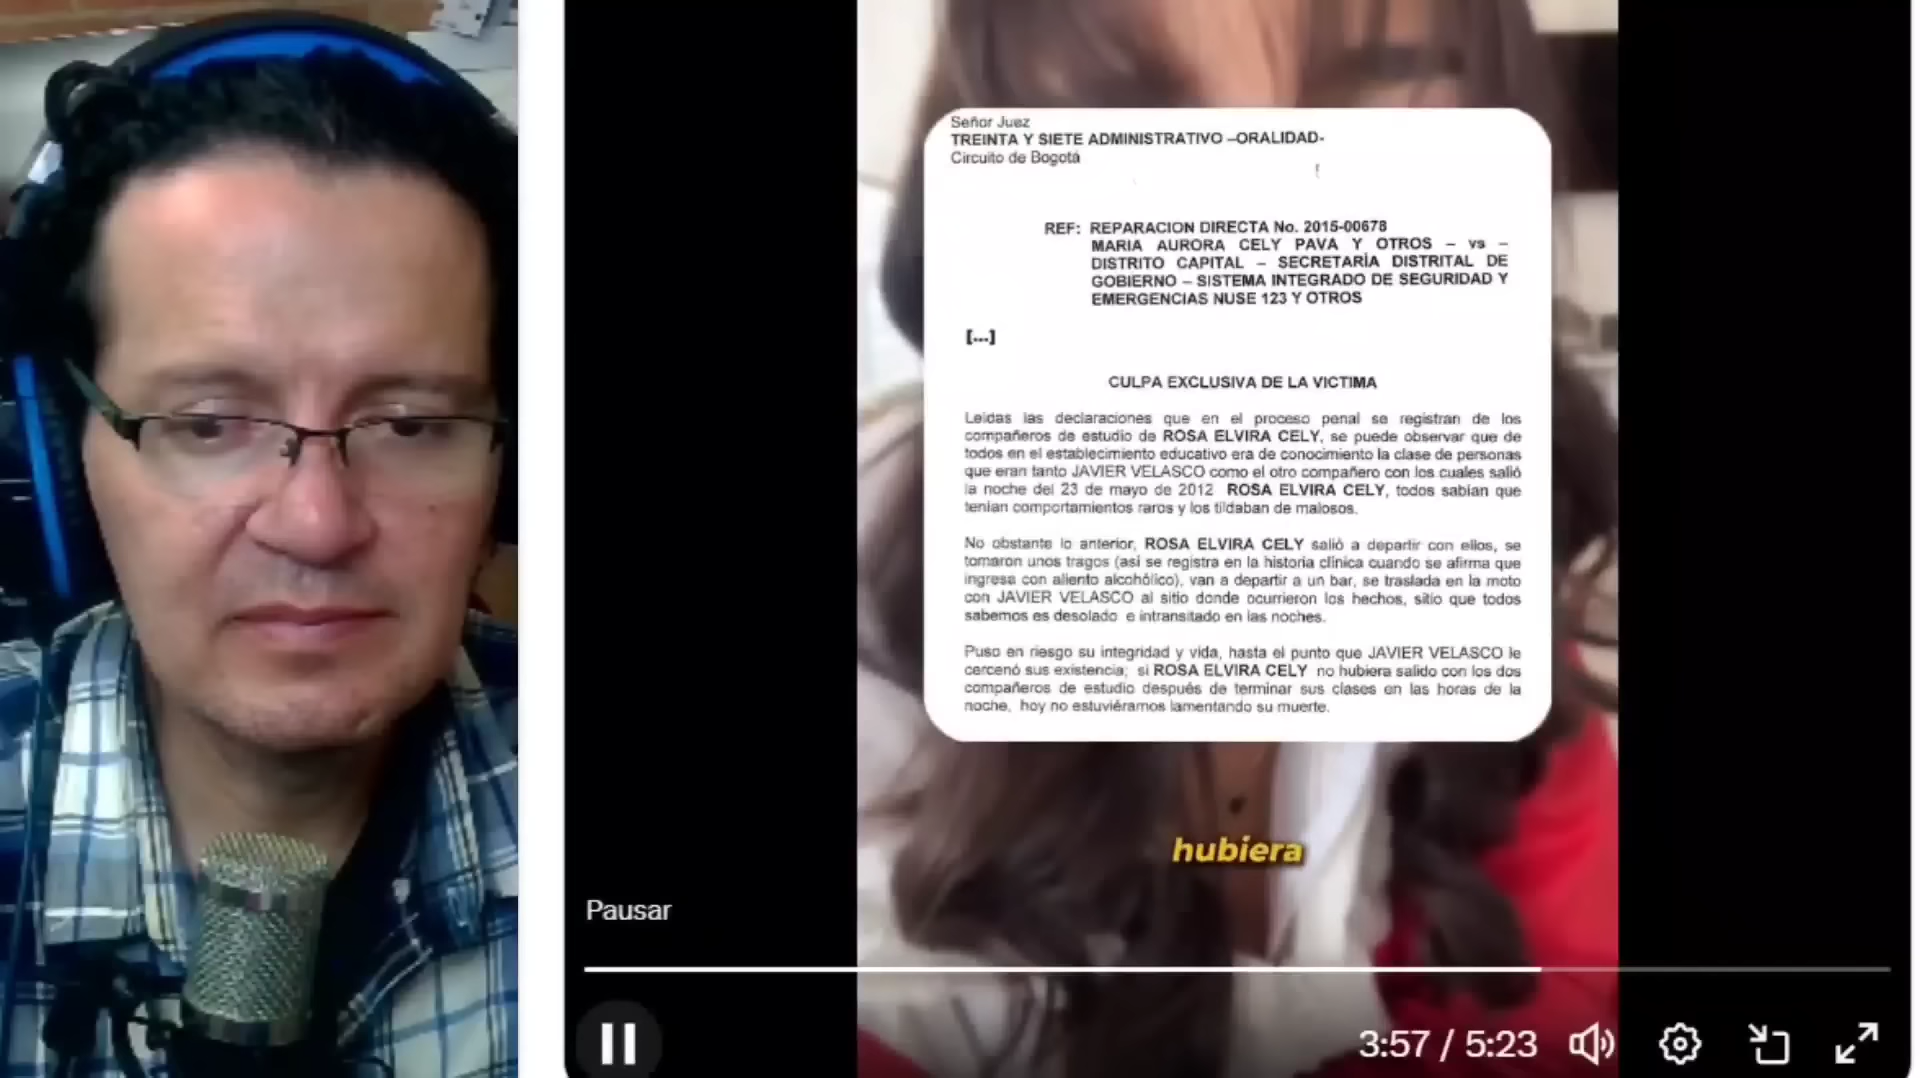 Señor Juez
TREINTA Y SIETE ADMINISTRATIVO –ORALIDAD-
Circuito de Bogotá
REF: REPARACION DIRECTA No. 2015-00678
MARIA AURORA CELY PAVA Y OTROS – vs –
DISTRITO CAPITAL – SECRETARÍA DISTRITAL DE
GOBIERNO – SISTEMA INTEGRADO DE SEGURIDAD Y
EMERGENCIAS NUSE 123 Y OTROS
[...]
CULPA EXCLUSIVA DE LA VICTIMA
Leídas las declaraciones que en el proceso penal se registran de los
compañeros de estudio de ROSA ELVIRA CELY, se puede observar que de
todos en el establecimiento educativo era de conocimiento la clase de personas
que eran tanto JAVIER VELASCO como el otro compañero con los cuales salió
la noche del 23 de mayo de 2012 ROSA ELVIRA CELY, todos sabían que
tenían comportamientos raros y los tildaban de malosos.
No obstante lo anterior, ROSA ELVIRA CELY salió a departir con ellos, se
tomaron unos tragos (así se registra en la historia clínica cuando se afirma que
ingresa con aliento alcohólico), van a departir a un bar, se traslada en la moto
con JAVIER VELASCO al sitio donde ocurrieron los hechos, sitio que todos
sabemos es desolado e intransitado en las noches.
Puso en riesgo su integridad y vida, hasta el punto que JAVIER VELASCO le
cercenó sus existencia; si ROSA ELVIRA CELY no hubiera salido con los dos
compañeros de estudio después de terminar sus clases en las horas de la
noche, hoy no estuviéramos lamentando su muerte.
hubiera
Pausar
3:57 / 5:23